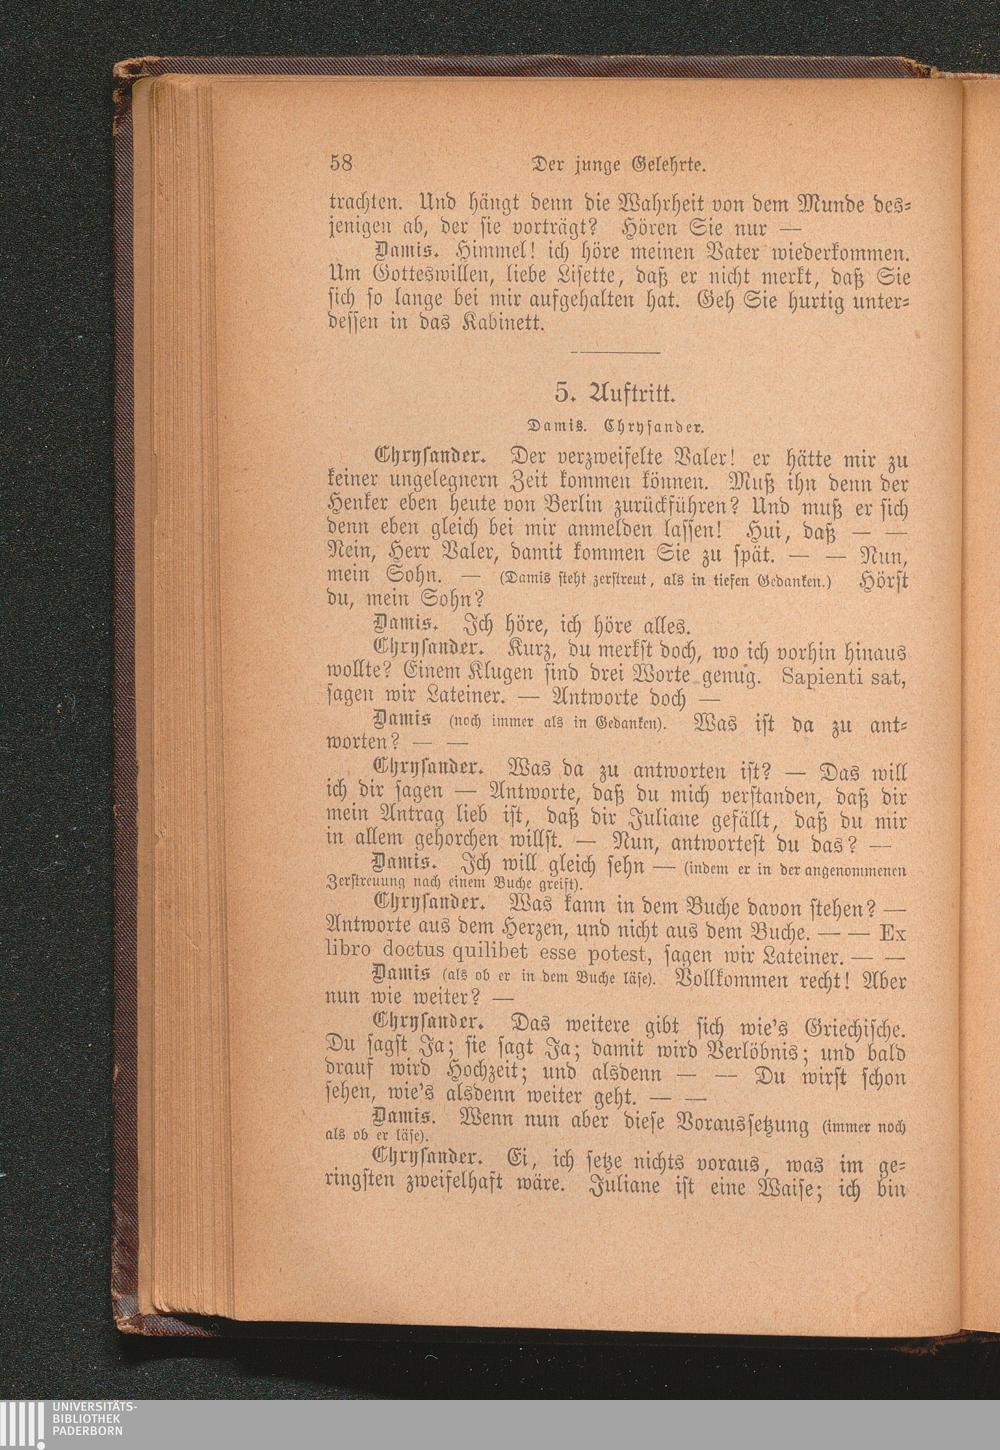 58 Der junge Gelehrte.
trachten. Und hängt denn die Wahrheit von dem Munde des-
jenigen ab, der sie vorträgt? Hören Sie nur —
Damis. Himmel! ich höre meinen Vater wiederkommen.
Um Gotteswillen, liebe Lisette, daß er nicht merkt, daß Sie
sich so lange bei mir aufgehalten hat. Geh Sie hurtig unter-
dessen in das Kabinett.
5. Auftritt.
Damis. Chrysander.
Chrysander. Der verzweifelte Valer! er hätte mir zu
keiner ungelegnern Zeit kommen können. Muß ihn denn der
Henker eben heute von Berlin zurückführen? Und muß er sich
denn eben gleich bei mir anmelden lassen! Hui, daß — —
Nein, Herr Valer, damit kommen Sie zu spät. — — Nun,
mein Sohn. — (Damis steht zerstreut, als in tiefen Gedanken.) Hörst
du, mein Sohn?
Damis. Ich höre, ich höre alles.
Chrysander. Kurz, du merkst doch, wo ich vorhin hinaus
wollte? Einem Klugen sind drei Worte genug. Sapienti sat,
sagen wir Lateiner. — Antworte doch —
Damis (noch immer als in Gedanken). Was ist da zu ant-
worten? — —
Chrysander. Was da zu antworten ist? — Das will
ich dir sagen — Antworte, daß du mich verstanden, daß dir
mein Antrag lieb ist, daß dir Juliane gefällt, daß du mir
in allem gehorchen willst. — Nun, antwortest du das? —
Damis. Ich will gleich sehn — (indem er in der angenommenen
Zerstreuung nach einem Buche greift).
Chrysander. Was kann in dem Buche davon stehen? —
Antworte aus dem Herzen, und nicht aus dem Buche. — — Ex
libro doctus quilibet esse potest, sagen wir Lateiner. — —
Damis (als ob er in dem Buche läse). Vollkommen recht! Aber
nun wie weiter? —
Chrysander. Das weitere gibt sich wie's Griechische.
Du sagst Ja; sie sagt Ja; damit wird Verlöbnis; und bald
drauf wird Hochzeit; und alsdenn — — Du wirst schon
sehen, wie's alsdenn weiter geht. — —
Damis. Wenn nun aber diese Voraussetzung (immer noch
als ob er läse).
Chrysander. Ei, ich setze nichts voraus, was im ge-
ringsten zweifelhaft wäre. Juliane ist eine Waise; ich bin
UNIVERSITÄTS-
BIBLIOTHEK
PADERBORN